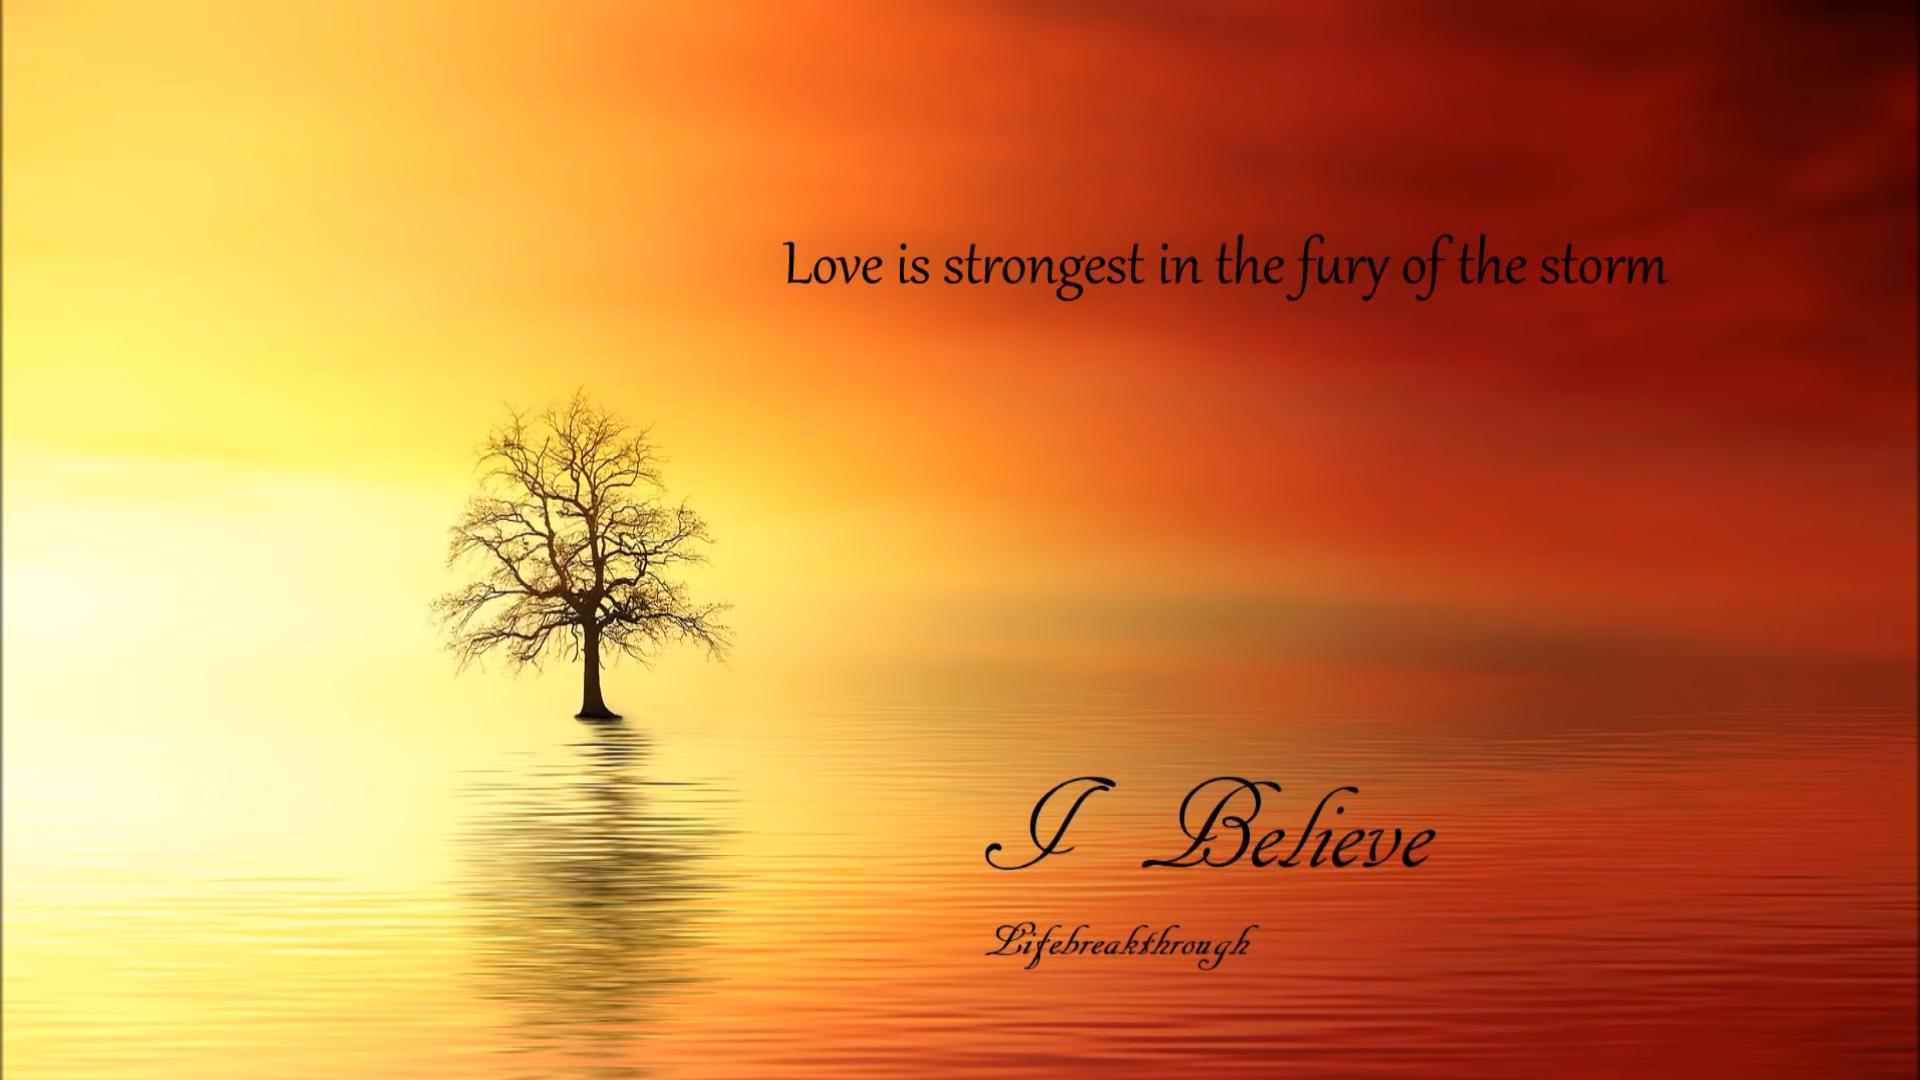 Love is strongest in the fury of the storm
I Believe
Lifebreakthrough